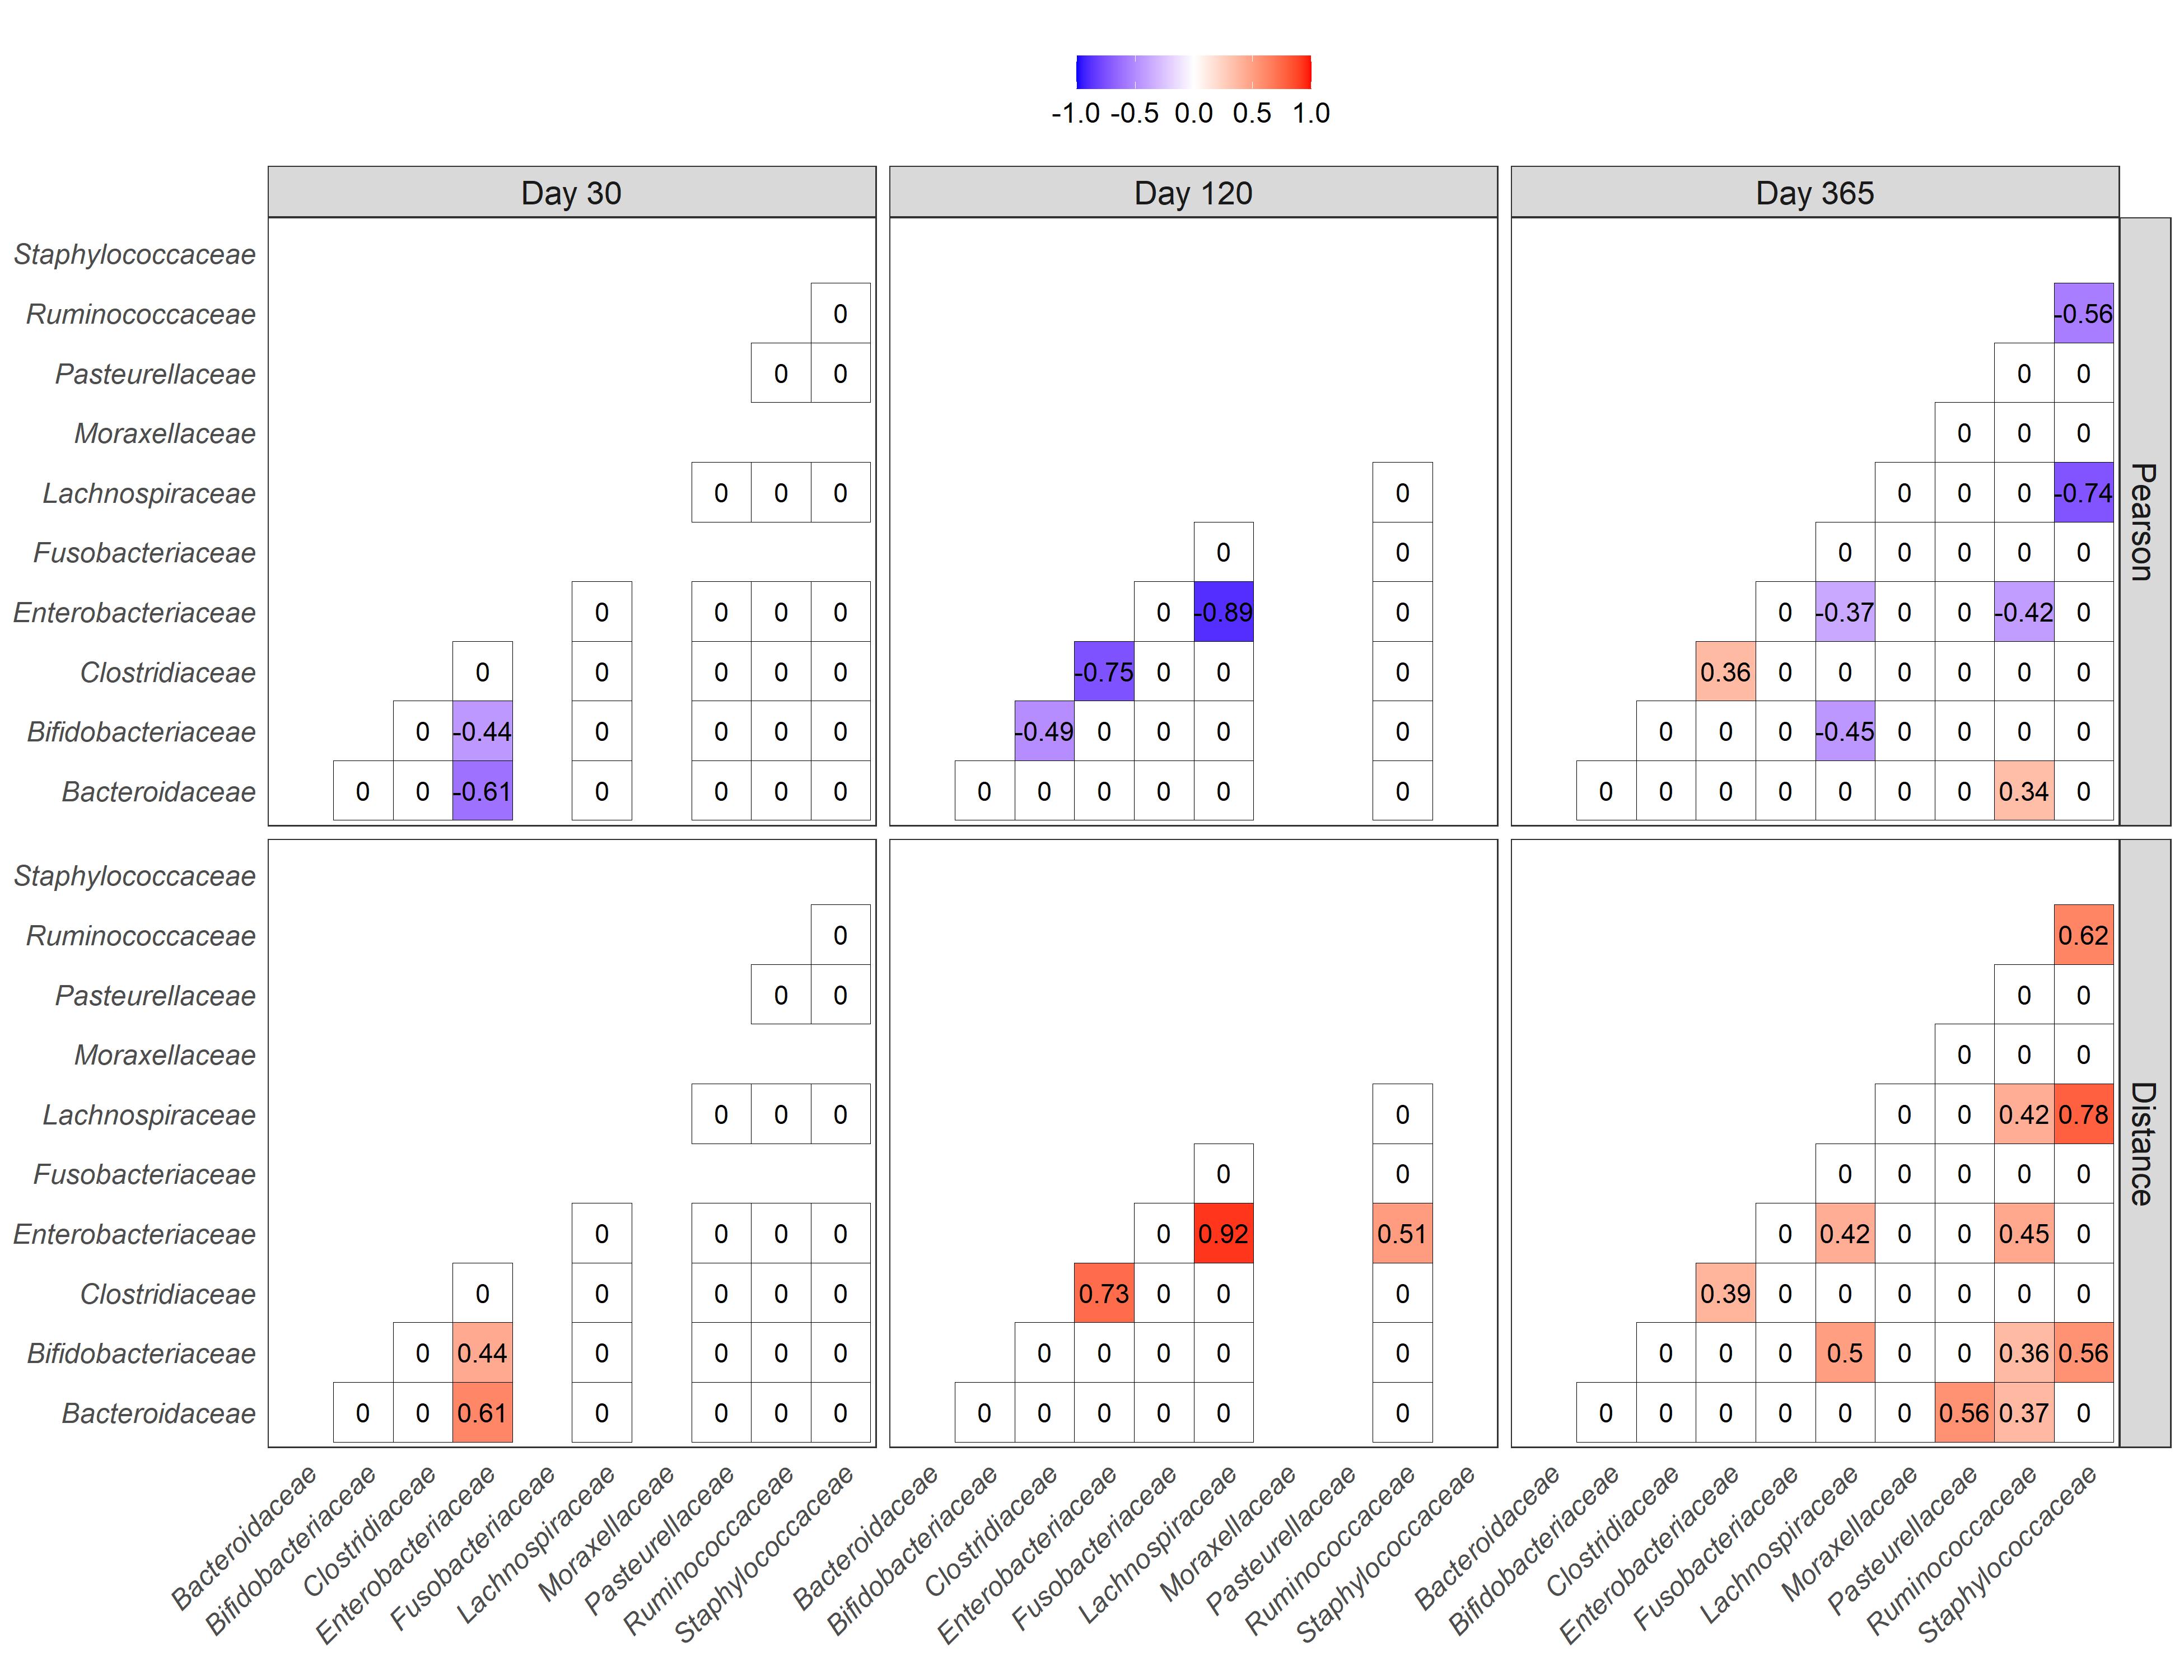 -1.0 -0.5 0.0 0.5 1.0
Day 30 Day 120 Day 365
Staphylococcaceae
Ruminococcaceae 0 -0.56
Pasteurellaceae 0 0 0 0
Moraxellaceae 0 0 0
Lachnospiraceae 0 0 0 0 0 0 0 -0.74
Fusobacteriaceae 0 0 0 0 0 0 0
Enterobacteriaceae 0 0 0 0 0 -0.89 0 0 -0.37 0 0 -0.42 0
Clostridiaceae 0 0 0 0 0 -0.75 0 0 0 0.36 0 0 0 0 0 0
Bifidobacteriaceae 0 -0.44 0 0 0 0 -0.49 0 0 0 0 0 0 0 -0.45 0 0 0 0
Bacteroidaceae 0 0 -0.61 0 0 0 0 0 0 0 0 0 0 0 0 0 0 0 0 0 0.34 0
Pearson
Staphylococcaceae
Ruminococcaceae 0 0.62
Pasteurellaceae 0 0 0 0
Moraxellaceae 0 0 0
Lachnospiraceae 0 0 0 0 0 0 0.42 0.78
Fusobacteriaceae 0 0 0 0 0 0 0
Enterobacteriaceae 0 0 0 0 0 0.92 0.51 0 0.42 0 0 0.45 0
Clostridiaceae 0 0 0 0 0 0.73 0 0 0 0.39 0 0 0 0 0 0
Bifidobacteriaceae 0 0.44 0 0 0 0 0 0 0 0 0 0 0 0 0.5 0 0 0.36 0.56
Bacteroidaceae 0 0 0.61 0 0 0 0 0 0 0 0 0 0 0 0 0 0 0 0 0.56 0.37 0
Distance
Bacteroidaceae
Bifidobacteriaceae
Clostridiaceae
Enterobacteriaceae
Fusobacteriaceae
Lachnospiraceae
Moraxellaceae
Pasteurellaceae
Ruminococcaceae
Staphylococcaceae
Bacteroidaceae
Bifidobacteriaceae
Clostridiaceae
Enterobacteriaceae
Fusobacteriaceae
Lachnospiraceae
Moraxellaceae
Pasteurellaceae
Ruminococcaceae
Staphylococcaceae
Bacteroidaceae
Bifidobacteriaceae
Clostridiaceae
Enterobacteriaceae
Fusobacteriaceae
Lachnospiraceae
Moraxellaceae
Pasteurellaceae
Ruminococcaceae
Staphylococcaceae